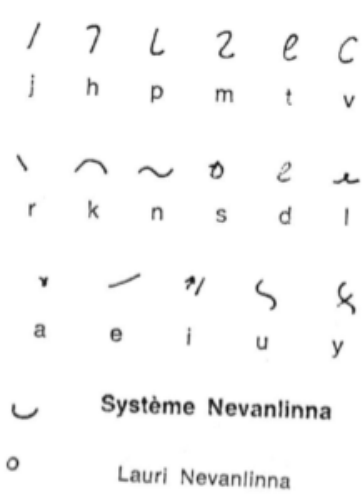 j h p m t v
r k n s d l
a e i u y
Système Nevanlinna
Lauri Nevanlinna